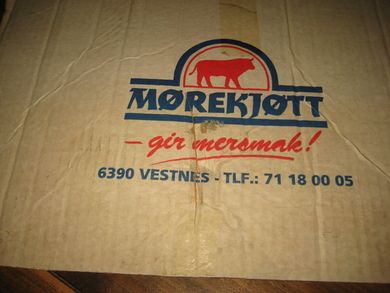 MØREKJØTT
– gir mersmak!
6390 VESTNES - TLF.: 71 18 00 05